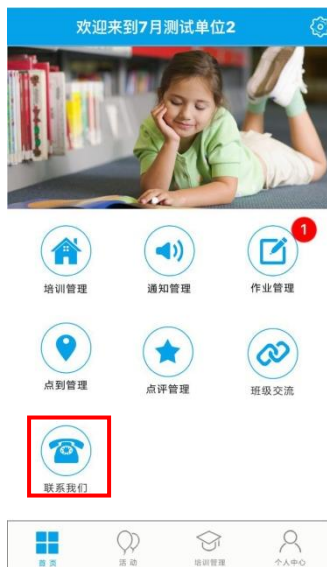 欢迎来到7月测试单位2
1
培训管理
通知管理
作业管理
点到管理
点评管理
班级交流
联系我们
首页
活动
培训管理
个人中心